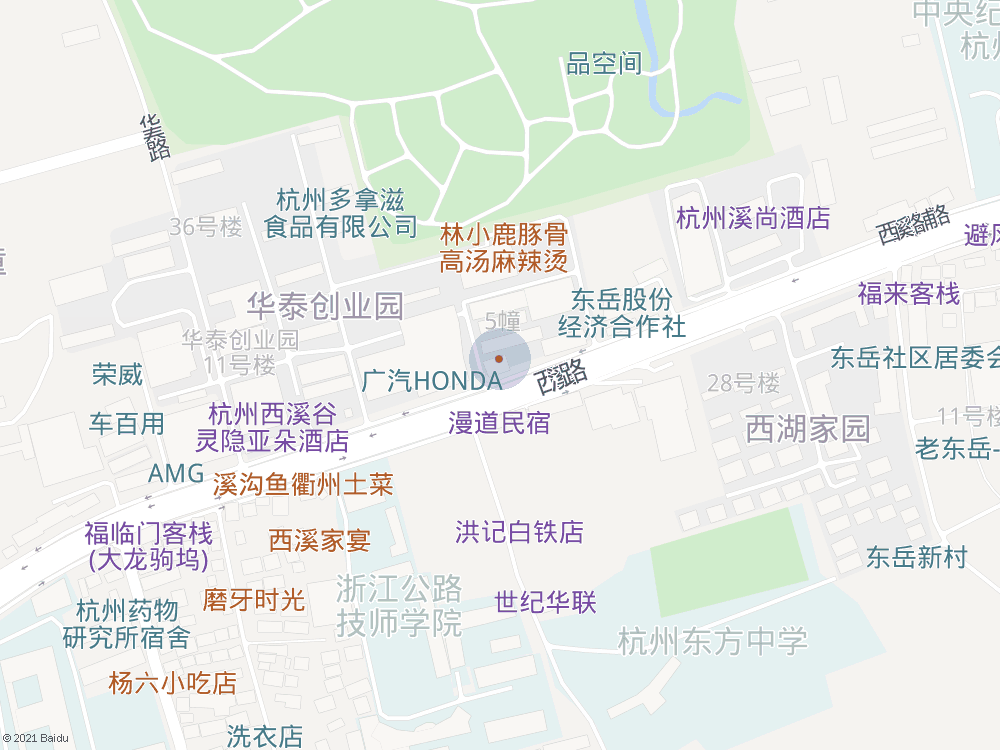 中央纪
杭州
品空间
华泰路
杭州多拿滋
食品有限公司
36号楼
林小鹿豚骨
高汤麻辣烫
杭州溪尚酒店
西溪路辅路
避风
福来客栈
华泰创业园
5幢
东岳股份
经济合作社
华泰创业园
11号楼
荣威
广汽HONDA
西溪路
28号楼
东岳社区居委会
车百用
杭州西溪谷
灵隐亚朵酒店
漫道民宿
西湖家园
11号楼
老东岳-
AMG
溪沟鱼衢州土菜
福临门客栈
(大龙驹坞)
西溪家宴
洪记白铁店
东岳新村
磨牙时光
浙江公路
技师学院
世纪华联
杭州药物
研究所宿舍
杭州东方中学
杨六小吃店
洗衣店
© 2021 Baidu